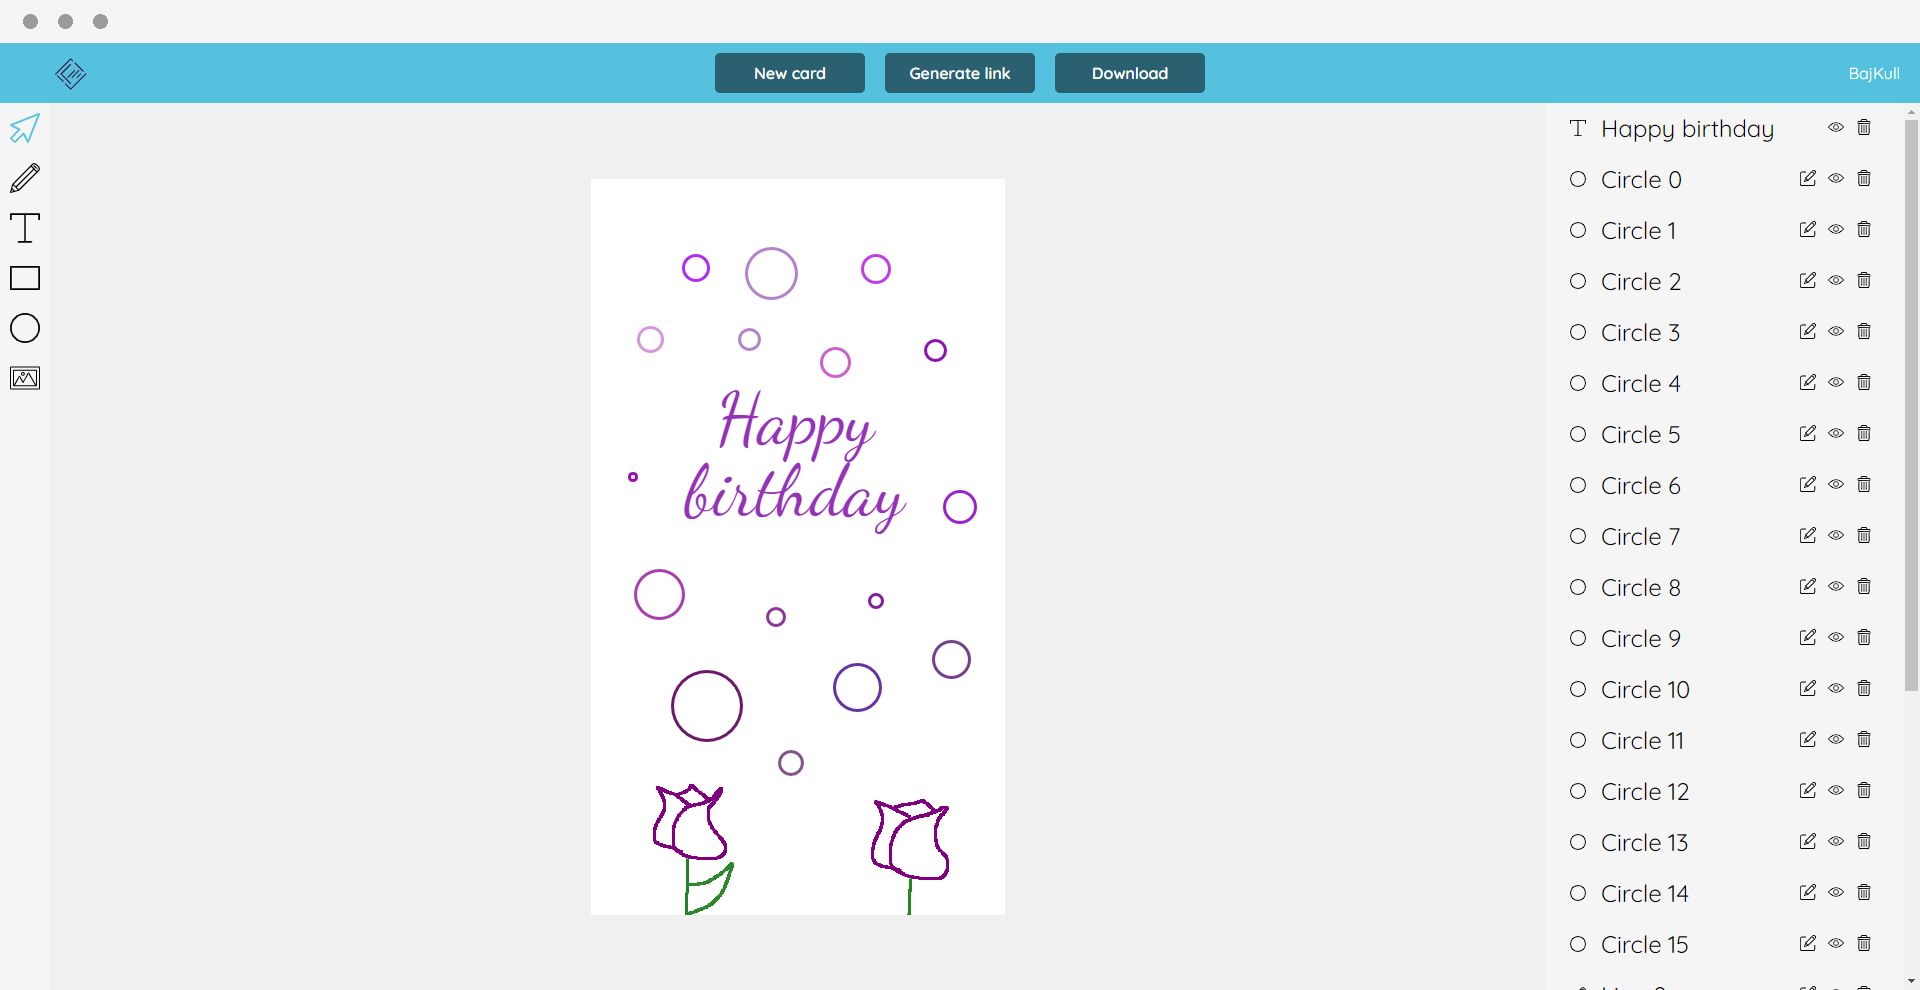 New card
Generate link
Download
BajKull
Happy birthday
Circle 0
Circle 1
Circle 2
Circle 3
Circle 4
Circle 5
Circle 6
Circle 7
Circle 8
Circle 9
Circle 10
Circle 11
Circle 12
Circle 13
Circle 14
Circle 15
Happy
birthday